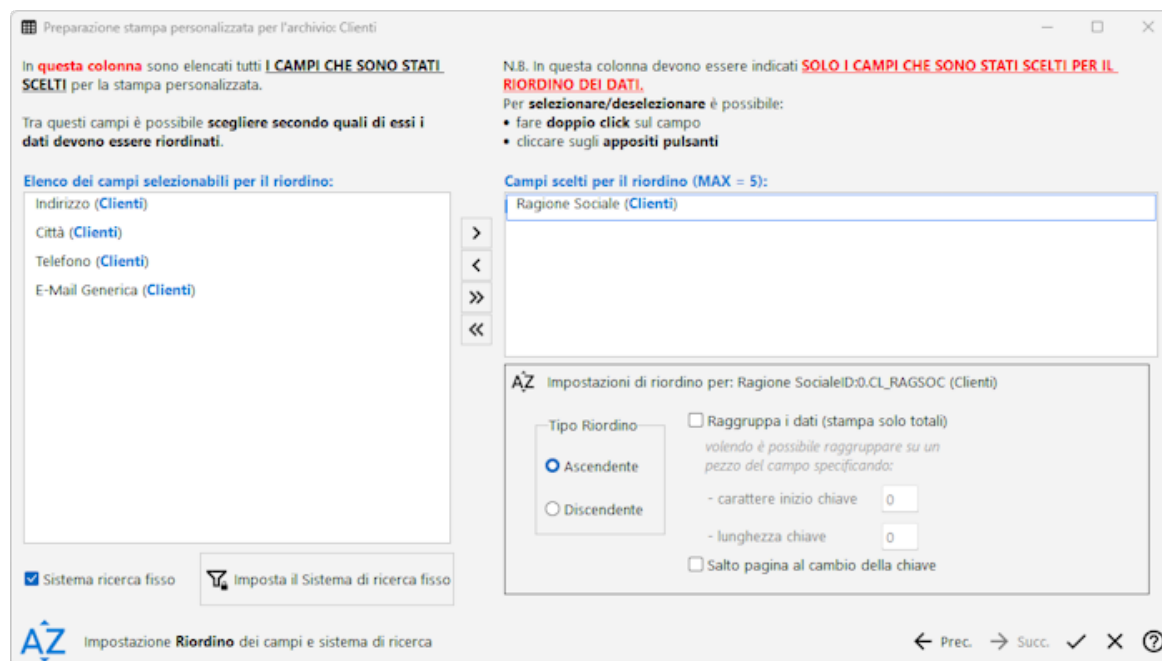 Preparazione stampa personalizzata per l'archivio: Clienti
In questa colonna sono elencati tutti I CAMPI CHE SONO STATI
SCELTI per la stampa personalizzata.
Tra questi campi è possibile scegliere secondo quali di essi i
dati devono essere riordinati.
N.B. In questa colonna devono essere indicati SOLO I CAMPI CHE SONO STATI SCELTI PER IL
RIORDINO DEI DATI.
Per selezionare/deselezionare è possibile:
• fare doppio click sul campo
• cliccare sugli appositi pulsanti
Elenco dei campi selezionabili per il riordino:
Indirizzo (Clienti)
Città (Clienti)
Telefono (Clienti)
E-Mail Generica (Clienti)
Campi scelti per il riordino (MAX = 5):
Ragione Sociale (Clienti)
AZ Impostazioni di riordino per: Ragione SocialeID:0.CL_RAGSOC (Clienti)
Tipo Riordino
Ascendente
Discendente
Raggruppa i dati (stampa solo totali)
volendo è possibile raggruppare su un
pezzo del campo specificando:
- carattere inizio chiave 0
- lunghezza chiave 0
Salto pagina al cambio della chiave
Sistema ricerca fisso
Imposta il Sistema di ricerca fisso
AZ Impostazione Riordino dei campi e sistema di ricerca
Prec. Succ.